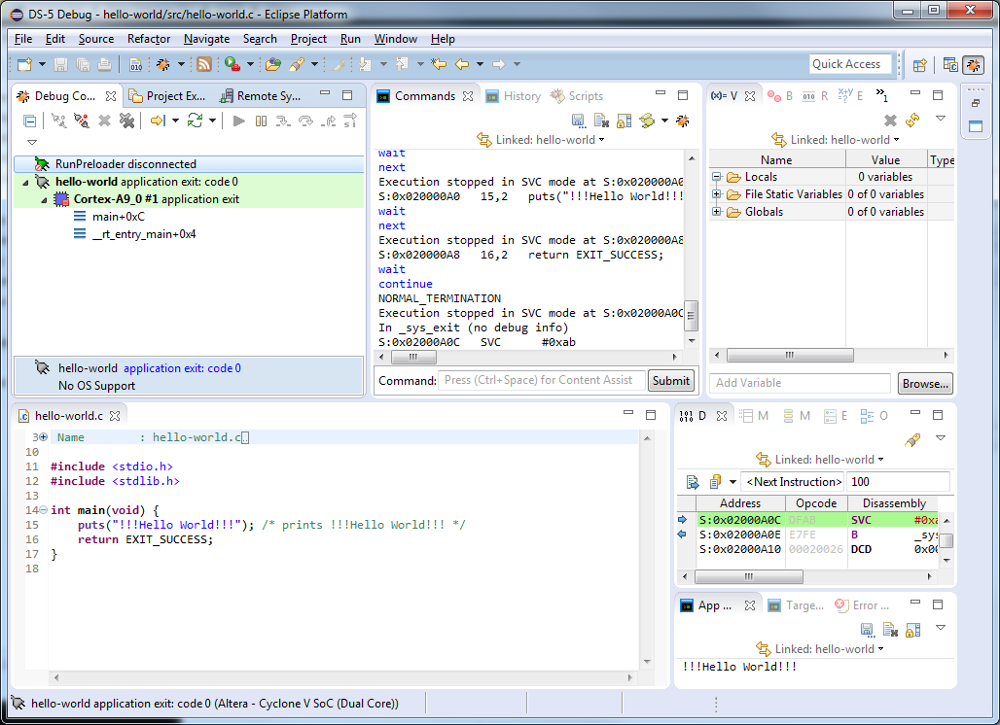 DS-5 Debug - hello-world/src/hello-world.c - Eclipse Platform
File Edit Source Refactor Navigate Search Project Run Window Help
Quick Access
Debug Co... Project Ex... Remote Sy...
RunPreloader disconnected
hello-world application exit: code 0
Cortex-A9_0 #1 application exit
main+0xC
__rt_entry_main+0x4
hello-world application exit: code 0
No OS Support
Commands History Scripts
Linked: hello-world
wait
next
Execution stopped in SVC mode at S:0x020000A0
S:0x020000A0 15,2 puts("!!!Hello World!!!
wait
next
Execution stopped in SVC mode at S:0x020000A8
S:0x020000A8 16,2 return EXIT_SUCCESS;
wait
continue
NORMAL_TERMINATION
Execution stopped in SVC mode at S:0x02000A0C
In _sys_exit (no debug info)
S:0x02000A0C SVC #0xab
Command: Press (Ctrl+Space) for Content Assist Submit
(x)= V B R E »1
Linked: hello-world
Name Value Type
Locals 0 variables
File Static Variables 0 of 0 variables
Globals 0 of 0 variables
Add Variable Browse...
hello-world.c
3 Name : hello-world.c
10
11 #include <stdio.h>
12 #include <stdlib.h>
13
14 int main(void) {
15 puts("!!!Hello World!!!"); /* prints !!!Hello World!!! */
16 return EXIT_SUCCESS;
17 }
18
D M M E O
Linked: hello-world
<Next Instruction> 100
Address Opcode Disassembly
S:0x02000A0C DFAB SVC #0xa
S:0x02000A0E E7FE B _sys
S:0x02000A10 00020026 DCD 0x00
App ... Targe... Error ...
Linked: hello-world
!!!Hello World!!!
hello-world application exit: code 0 (Altera - Cyclone V SoC (Dual Core))